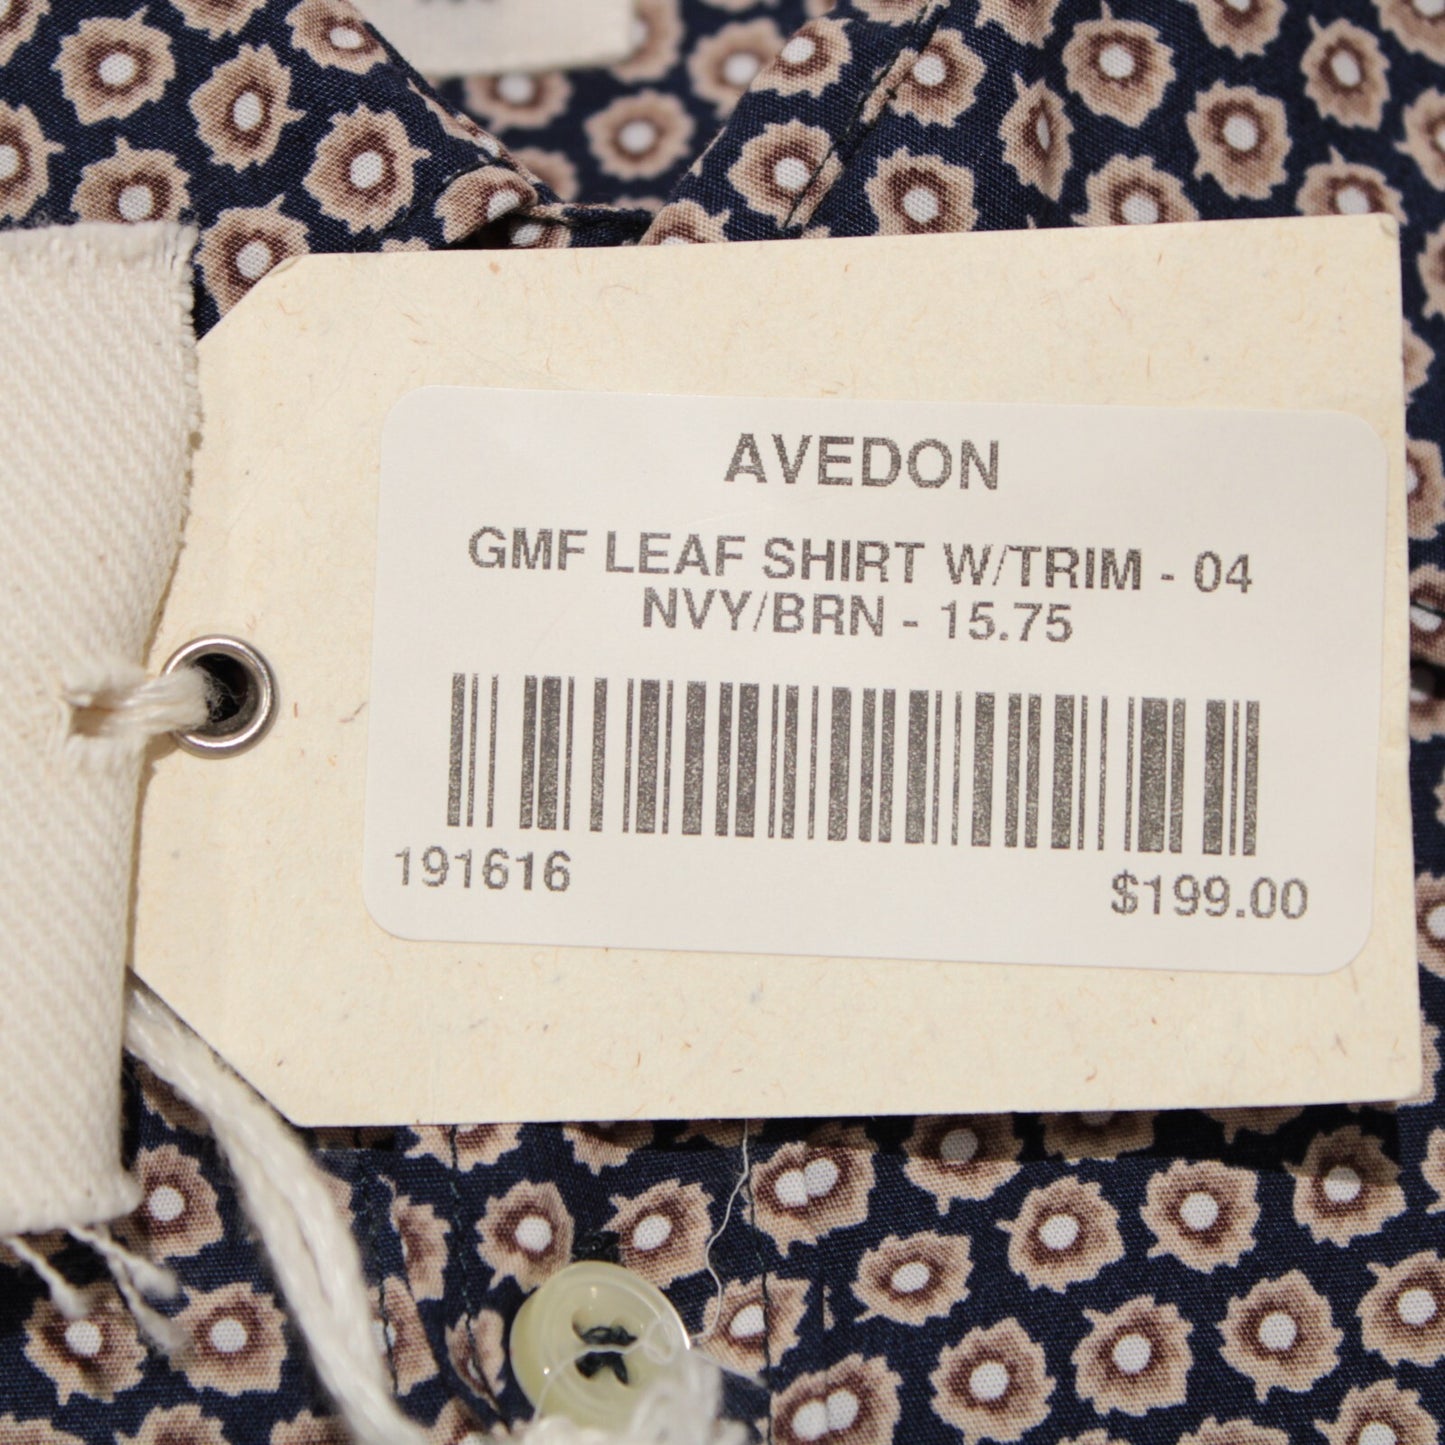 AVEDON
GMF LEAF SHIRT W/TRIM - 04
NVY/BRN - 15.75
191616
$199.00